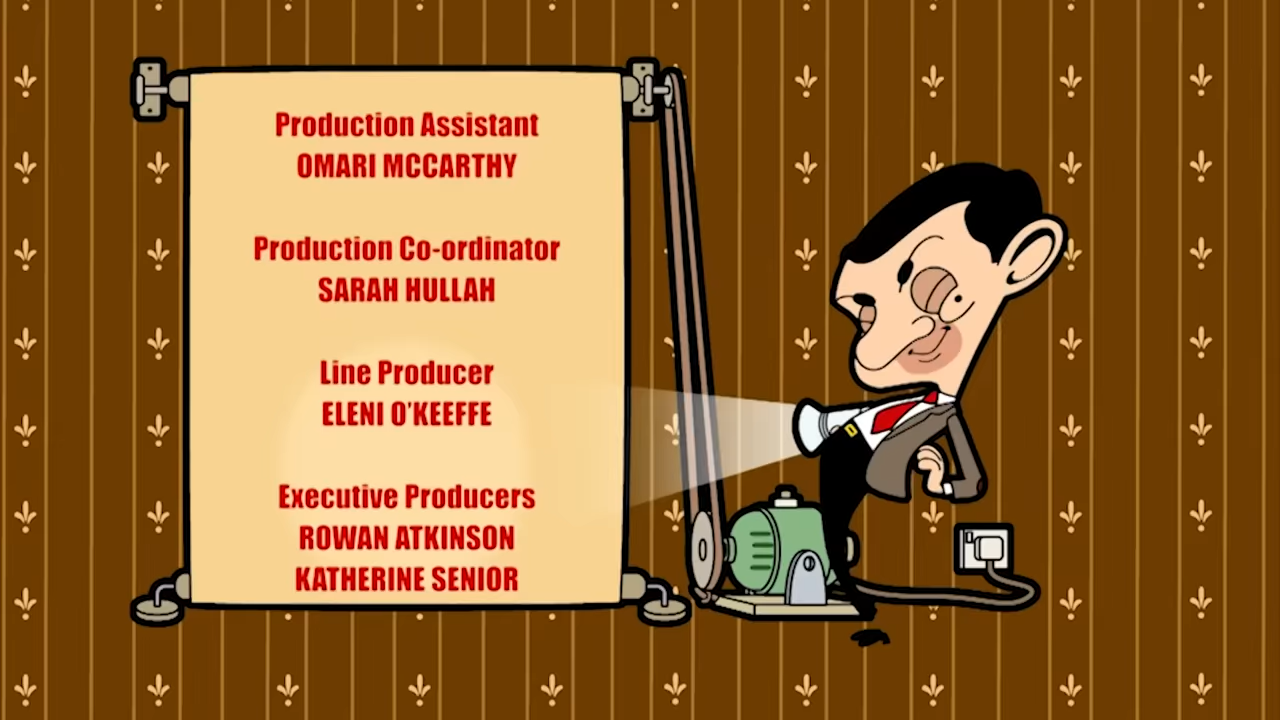 Production Assistant
OMARI MCCARTHY
Production Co-ordinator
SARAH HULLAH
Line Producer
ELENI O'KEEFFE
Executive Producers
ROWAN ATKINSON
KATHERINE SENIOR